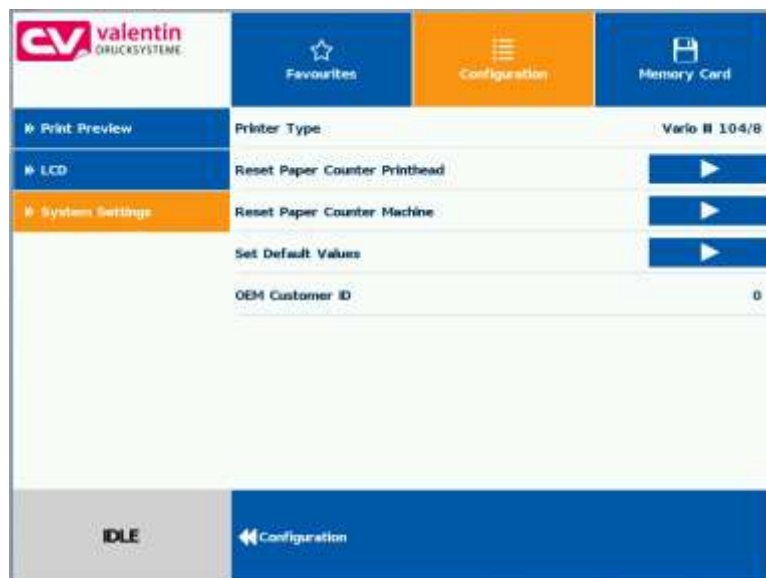 valentin
DRUCKSYSTEME
Favourites
Configuration
Memory Card
Print Preview
LCD
System Settings
Printer Type
Vario III 104/8
Reset Paper Counter Printhead
Reset Paper Counter Machine
Set Default Values
OEM Customer ID
0
IDLE
Configuration